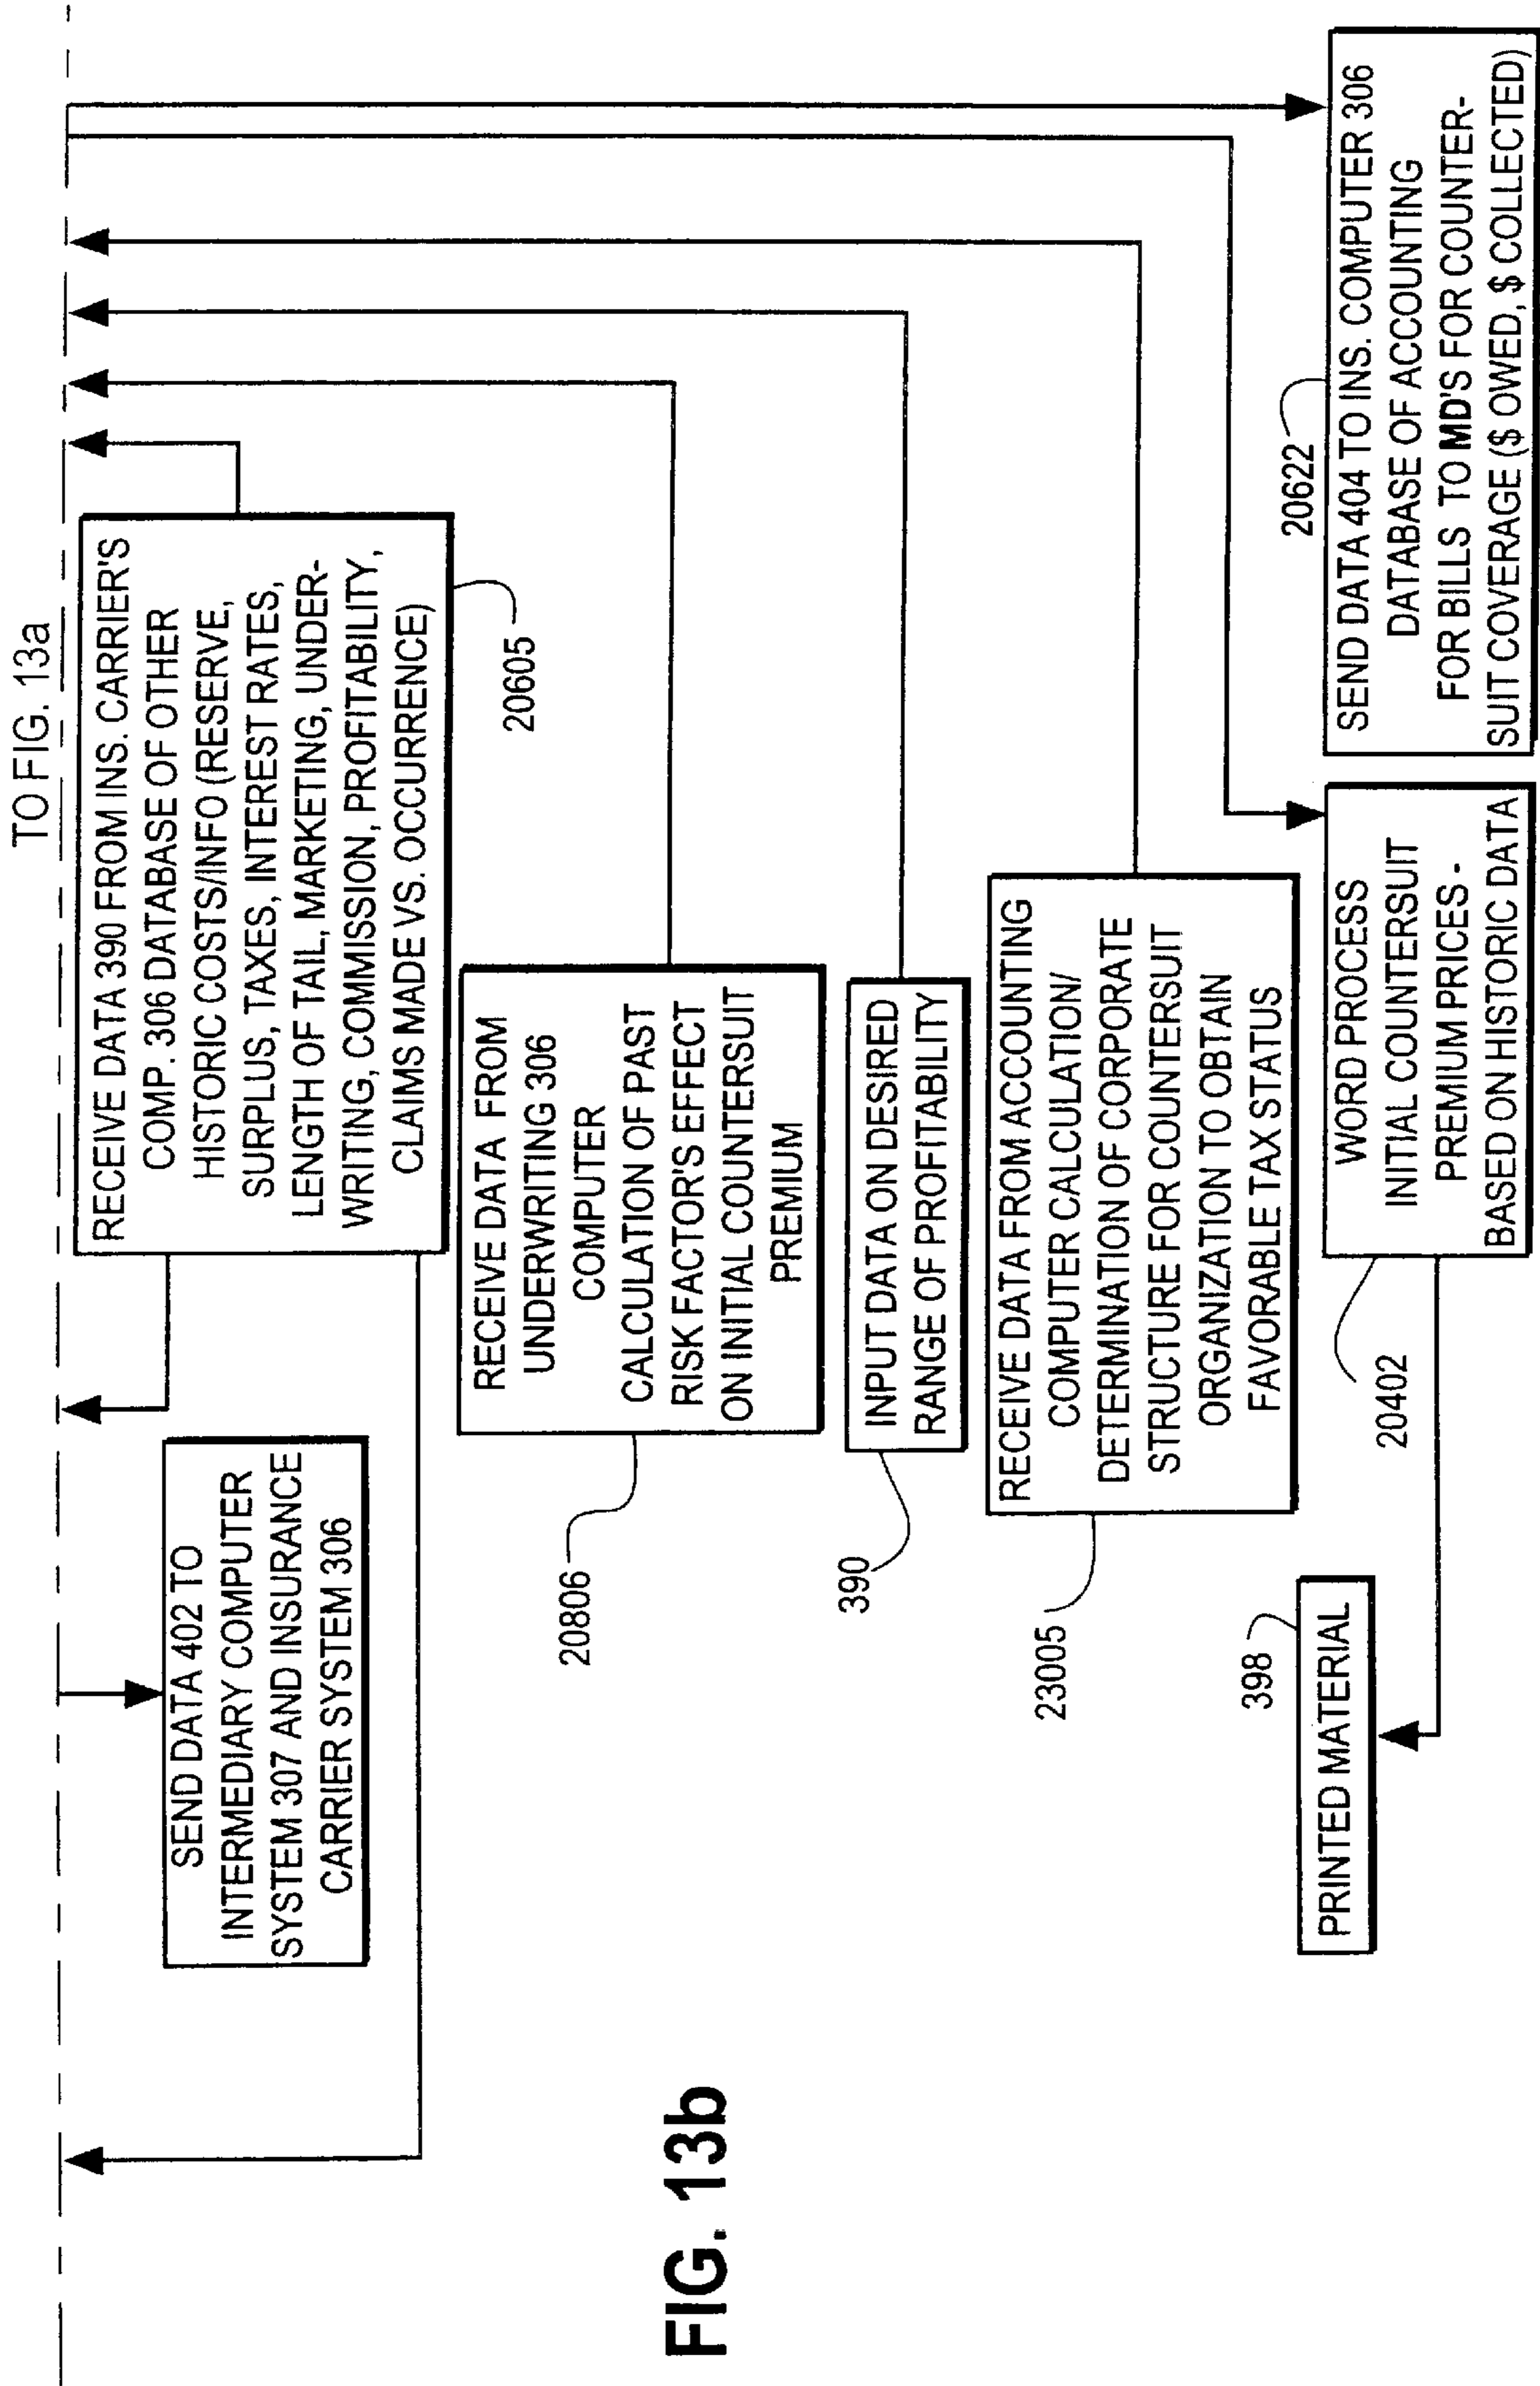 TO FIG. 13a
SEND DATA 402 TO
INTERMEDIARY COMPUTER
SYSTEM 307 AND INSURANCE
CARRIER SYSTEM 306
RECEIVE DATA 390 FROM INS. CARRIER'S
COMP. 306 DATABASE OF OTHER
HISTORIC COSTS/INFO (RESERVE,
SURPLUS, TAXES, INTEREST RATES,
LENGTH OF TAIL, MARKETING, UNDER-
WRITING, COMMISSION, PROFITABILITY,
CLAIMS MADE VS. OCCURRENCE)
20605
RECEIVE DATA FROM
UNDERWRITING 306
COMPUTER
CALCULATION OF PAST
RISK FACTOR'S EFFECT
ON INITIAL COUNTERSUIT
PREMIUM
20806
INPUT DATA ON DESIRED
RANGE OF PROFITABILITY
390
RECEIVE DATA FROM ACCOUNTING
COMPUTER CALCULATION/
DETERMINATION OF CORPORATE
STRUCTURE FOR COUNTERSUIT
ORGANIZATION TO OBTAIN
FAVORABLE TAX STATUS
23005
398
PRINTED MATERIAL
WORD PROCESS
INITIAL COUNTERSUIT
PREMIUM PRICES -
BASED ON HISTORIC DATA
20402
20622
SEND DATA 404 TO INS. COMPUTER 306
DATABASE OF ACCOUNTING
FOR BILLS TO MD'S FOR COUNTER-
SUIT COVERAGE ($ OWED, $ COLLECTED)
FIG. 13b